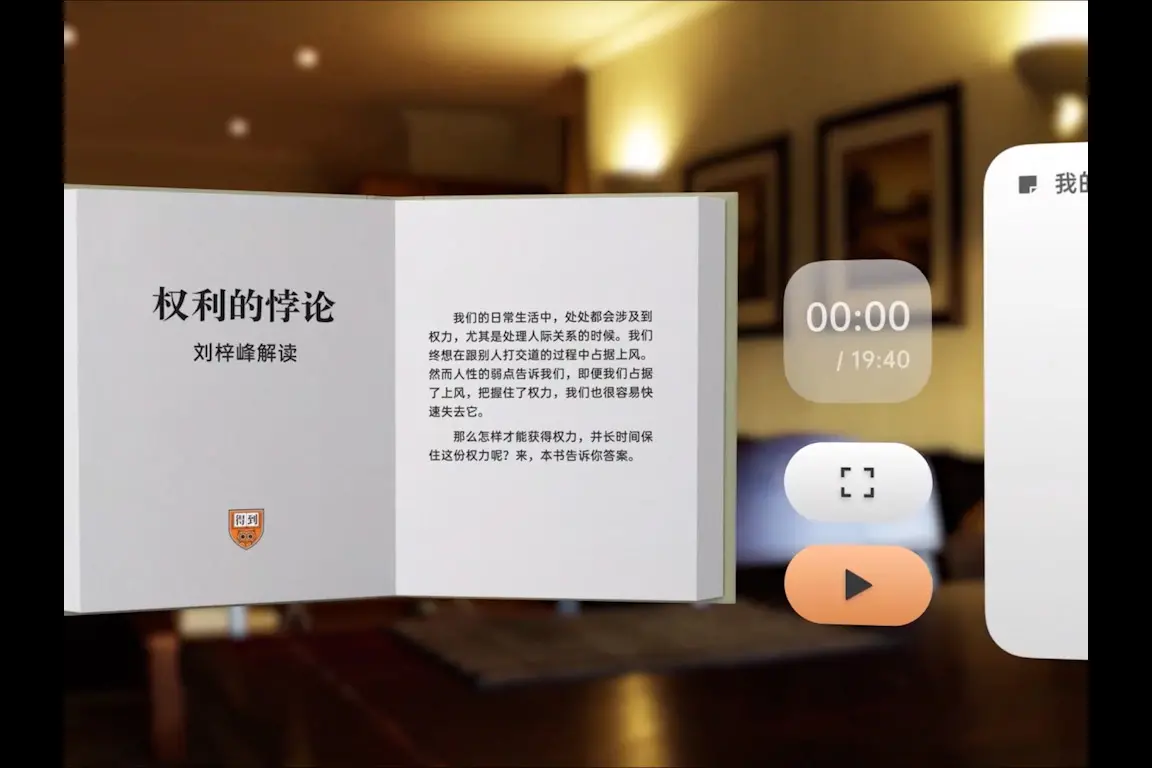 权利的悖论
刘梓峰解读
得到
我们的日常生活中，处处都会涉及到
权力，尤其是处理人际关系的时候。我们
终想在跟别人打交道的过程中占据上风。
然而人性的弱点告诉我们，即便我们占据
了上风，把握住了权力，我们也很容易快
速失去它。
那么怎样才能获得权力，并长时间保
住这份权力呢？来，本书告诉你答案。
00:00
/ 19:40
我的